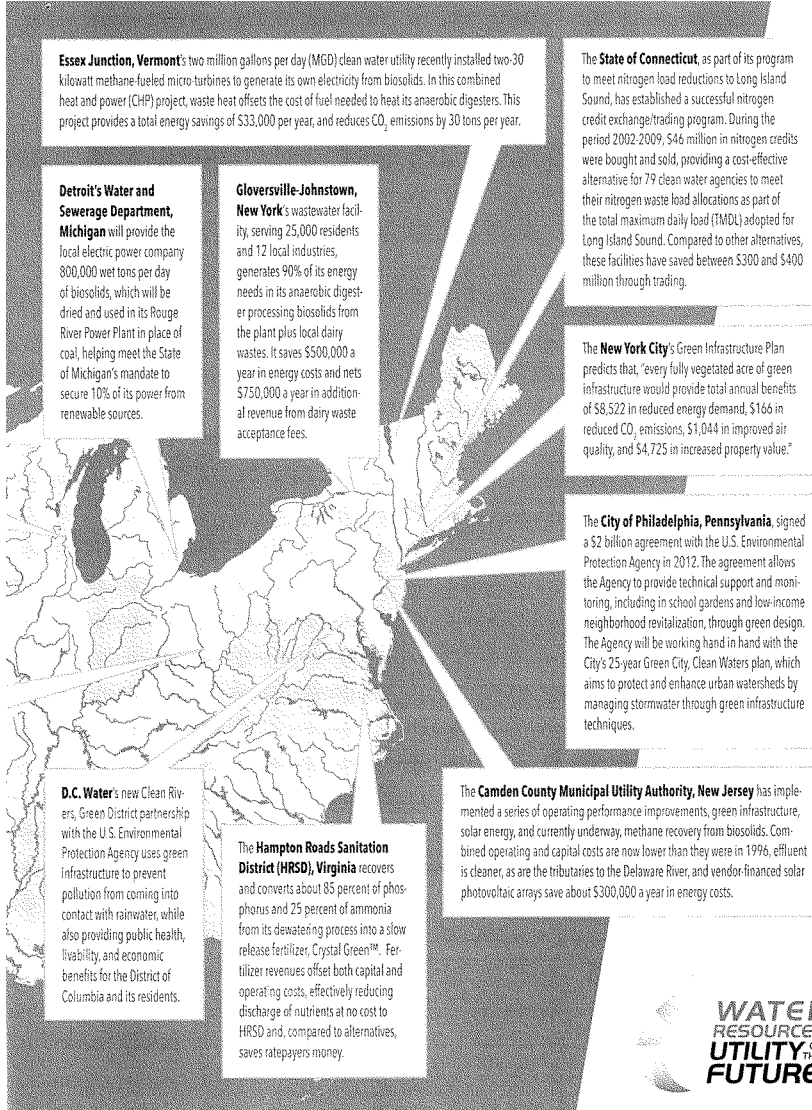 Essex Junction, Vermont's two million gallons per day (MGD) clean water utility recently installed two-30
kilowatt methane-fueled micro-turbines to generate its own electricity from biosolids. In this combined
heat and power (CHP) project, waste heat offsets the cost of fuel needed to heat its anaerobic digesters. This
project provides a total energy savings of $33,000 per year, and reduces CO₂ emissions by 30 tons per year.
The State of Connecticut, as part of its program
to meet nitrogen load reductions to Long Island
Sound, has established a successful nitrogen
credit exchange/trading program. During the
period 2002-2009, $46 million in nitrogen credits
were bought and sold, providing a cost-effective
alternative for 79 clean water agencies to meet
their nitrogen waste load allocations as part of
the total maximum daily load (TMDL) adopted for
Long Island Sound. Compared to other alternatives,
these facilities have saved between $300 and $400
million through trading.
Detroit's Water and
Sewerage Department,
Michigan will provide the
local electric power company
800,000 wet tons per day
of biosolids, which will be
dried and used in its Rouge
River Power Plant in place of
coal, helping meet the State
of Michigan's mandate to
secure 10% of its power from
renewable sources.
Gloversville-Johnstown,
New York's wastewater facil-
ity, serving 25,000 residents
and 12 local industries,
generates 90% of its energy
needs in its anaerobic digest-
er processing biosolids from
the plant plus local dairy
wastes. It saves $500,000 a
year in energy costs and nets
$750,000 a year in addition-
al revenue from dairy waste
acceptance fees.
The New York City's Green Infrastructure Plan
predicts that, "every fully vegetated acre of green
infrastructure would provide total annual benefits
of $8,522 in reduced energy demand, $166 in
reduced CO₂ emissions, $1,044 in improved air
quality, and $4,725 in increased property value."
The City of Philadelphia, Pennsylvania, signed
a $2 billion agreement with the U.S. Environmental
Protection Agency in 2012. The agreement allows
the Agency to provide technical support and moni-
toring, including in school gardens and low-income
neighborhood revitalization, through green design.
The Agency will be working hand in hand with the
City's 25-year Green City, Clean Waters plan, which
aims to protect and enhance urban watersheds by
managing stormwater through green infrastructure
techniques.
D.C. Water's new Clean Riv-
ers, Green District partnership
with the U.S. Environmental
Protection Agency uses green
infrastructure to prevent
pollution from coming into
contact with rainwater, while
also providing public health,
livability, and economic
benefits for the District of
Columbia and its residents.
The Hampton Roads Sanitation
District (HRSD), Virginia recovers
and converts about 85 percent of phos-
phorus and 25 percent of ammonia
from its dewatering process into a slow
release fertilizer, Crystal Green™. Fer-
tilizer revenues offset both capital and
operating costs, effectively reducing
discharge of nutrients at no cost to
HRSD and, compared to alternatives,
saves ratepayers money.
The Camden County Municipal Utility Authority, New Jersey has imple-
mented a series of operating performance improvements, green infrastructure,
solar energy, and currently underway, methane recovery from biosolids. Com-
bined operating and capital costs are now lower than they were in 1996, effluent
is cleaner, as are the tributaries to the Delaware River, and vendor-financed solar
photovoltaic arrays save about $300,000 a year in energy costs.
WATER
RESOURCE
UTILITY
FUTURE